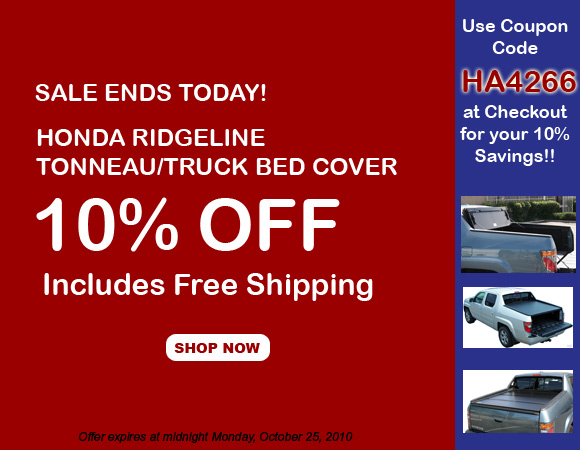 SALE ENDS TODAY!
HONDA RIDGELINE
TONNEAU/TRUCK BED COVER
10% OFF
Includes Free Shipping
SHOP NOW
Offer expires at midnight Monday, October 25, 2010
Use Coupon
Code
HA4266
at Checkout
for your 10%
Savings!!